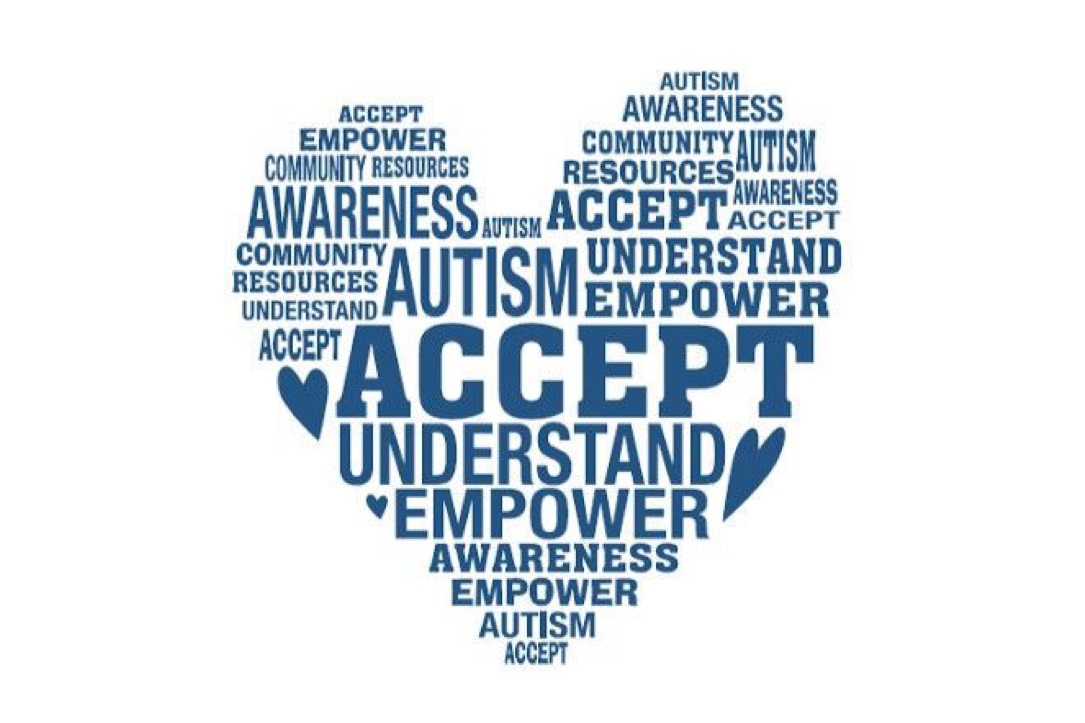 ACCEPT
EMPOWER
COMMUNITY RESOURCES
AWARENESS
AUTISM
COMMUNITY
RESOURCES
UNDERSTAND
ACCEPT
AUTISM
AWARENESS
COMMUNITY
RESOURCES
AUTISM
AWARENESS
ACCEPT
ACCEPT
UNDERSTAND
EMPOWER
AUTISM
ACCEPT
UNDERSTAND
EMPOWER
AWARENESS
EMPOWER
AUTISM
ACCEPT